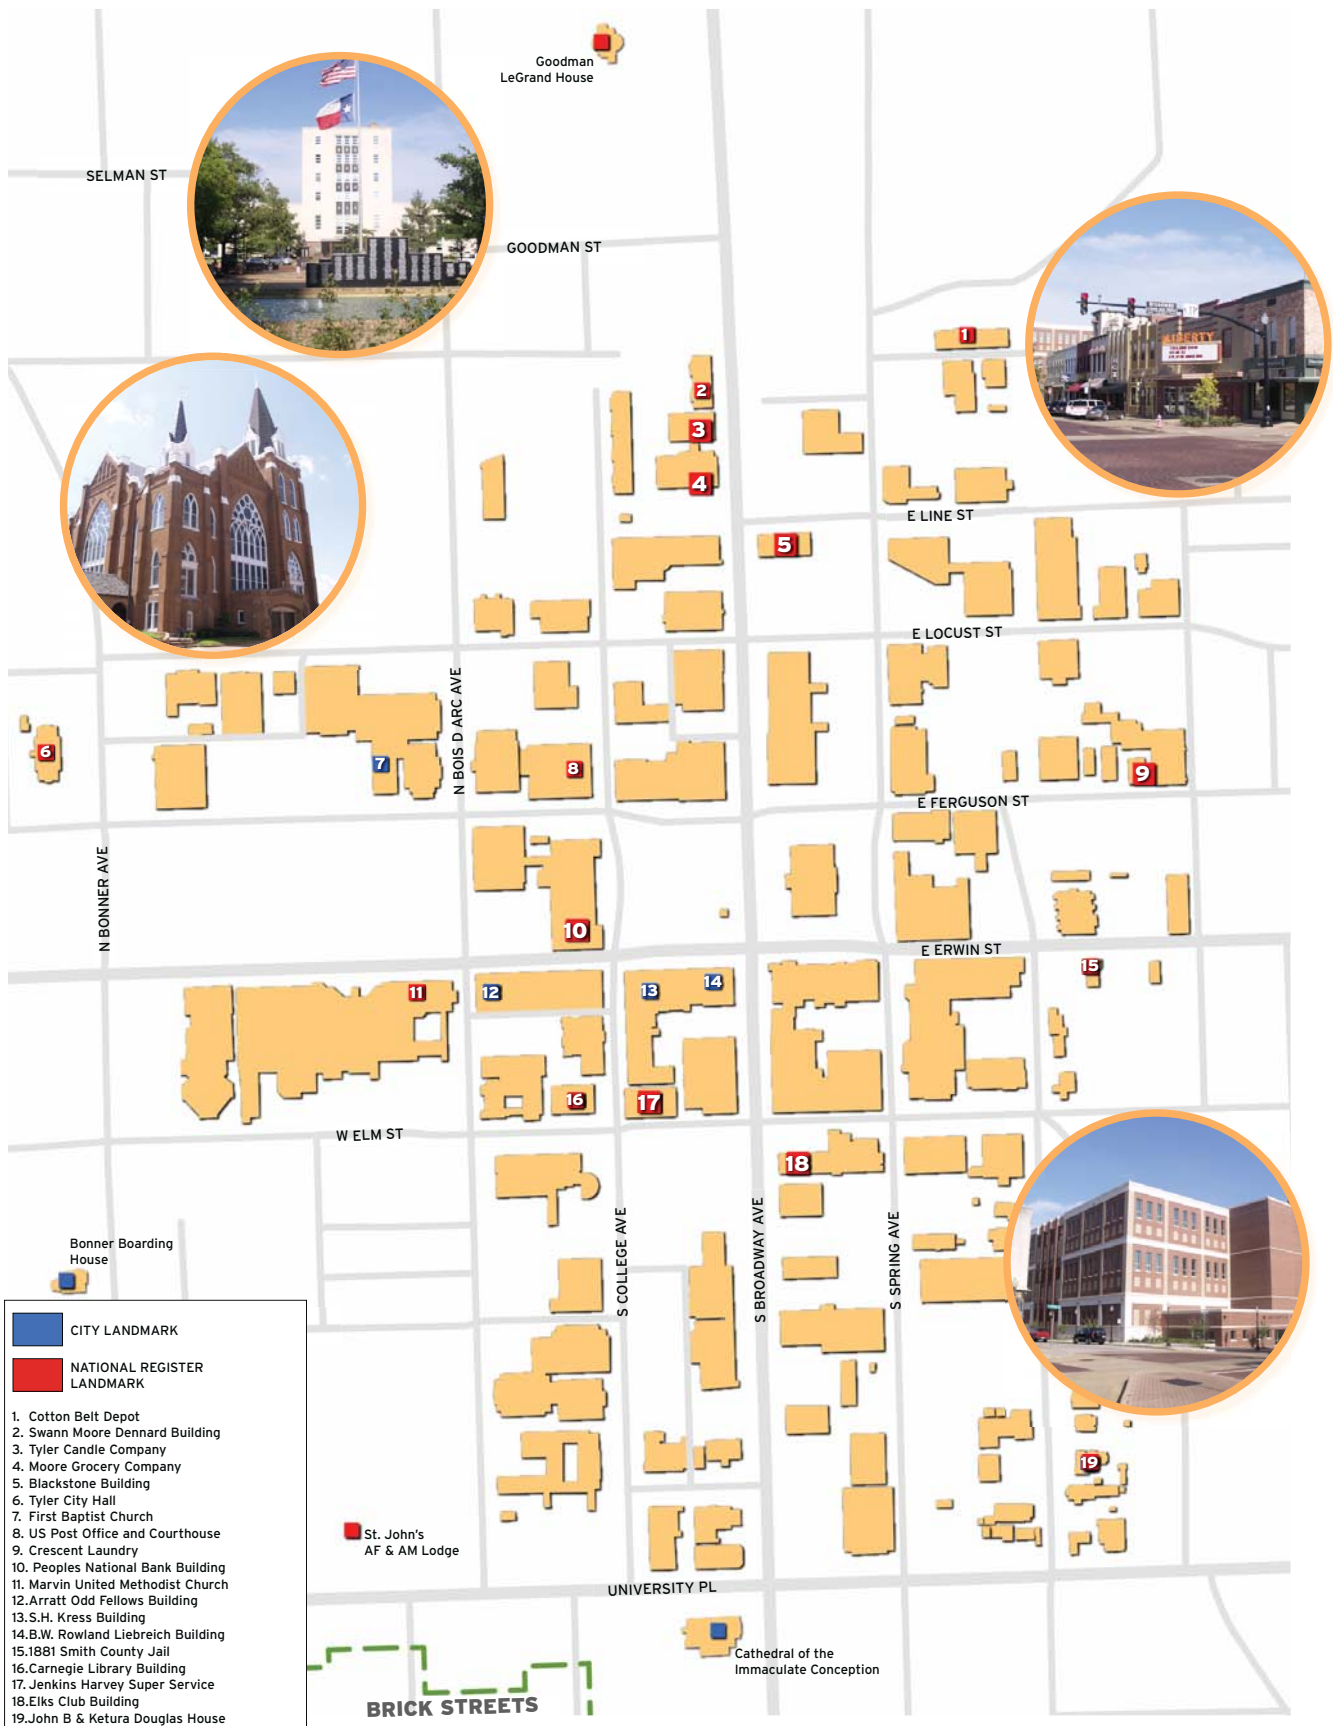 Goodman
LeGrand House
SELMAN ST
GOODMAN ST
LIBERTY
1
2
3
4
E LINE ST
5
E LOCUST ST
N BOIS D ARC AVE
6
7
8
9
E FERGUSON ST
N BONNER AVE
10
E ERWIN ST
11
12
13
14
15
16
17
W ELM ST
18
S COLLEGE AVE
S BROADWAY AVE
S SPRING AVE
Bonner Boarding
House
CITY LANDMARK
NATIONAL REGISTER
LANDMARK
1. Cotton Belt Depot
2. Swann Moore Dennard Building
3. Tyler Candle Company
4. Moore Grocery Company
5. Blackstone Building
6. Tyler City Hall
7. First Baptist Church
8. US Post Office and Courthouse
9. Crescent Laundry
10. Peoples National Bank Building
11. Marvin United Methodist Church
12.Arratt Odd Fellows Building
13.S.H. Kress Building
14.B.W. Rowland Liebreich Building
15.1881 Smith County Jail
16.Carnegie Library Building
17. Jenkins Harvey Super Service
18.Elks Club Building
19.John B & Ketura Douglas House
19
St. John's
AF & AM Lodge
UNIVERSITY PL
Cathedral of the
Immaculate Conception
BRICK STREETS